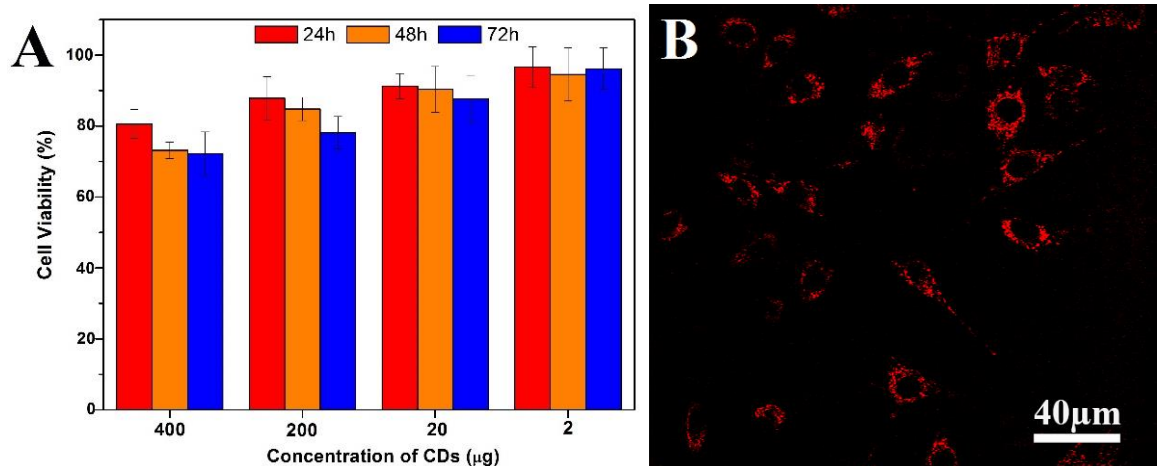 A
24h 48h 72h
100
80
60
40
20
0
Cell Viability (%)
400 200 20 2
Concentration of CDs (μg)
B
40μm